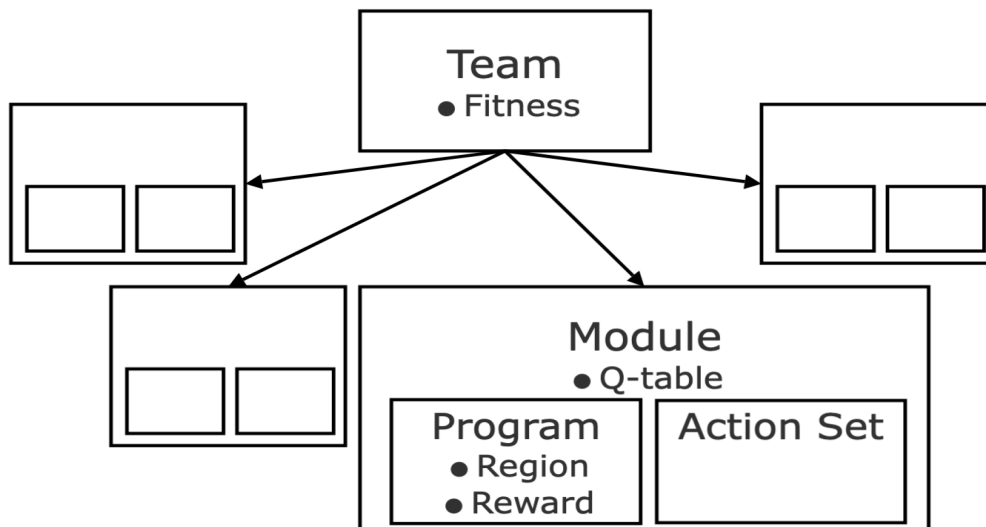 Team
● Fitness
Module
● Q-table
Program
● Region
● Reward
Action Set